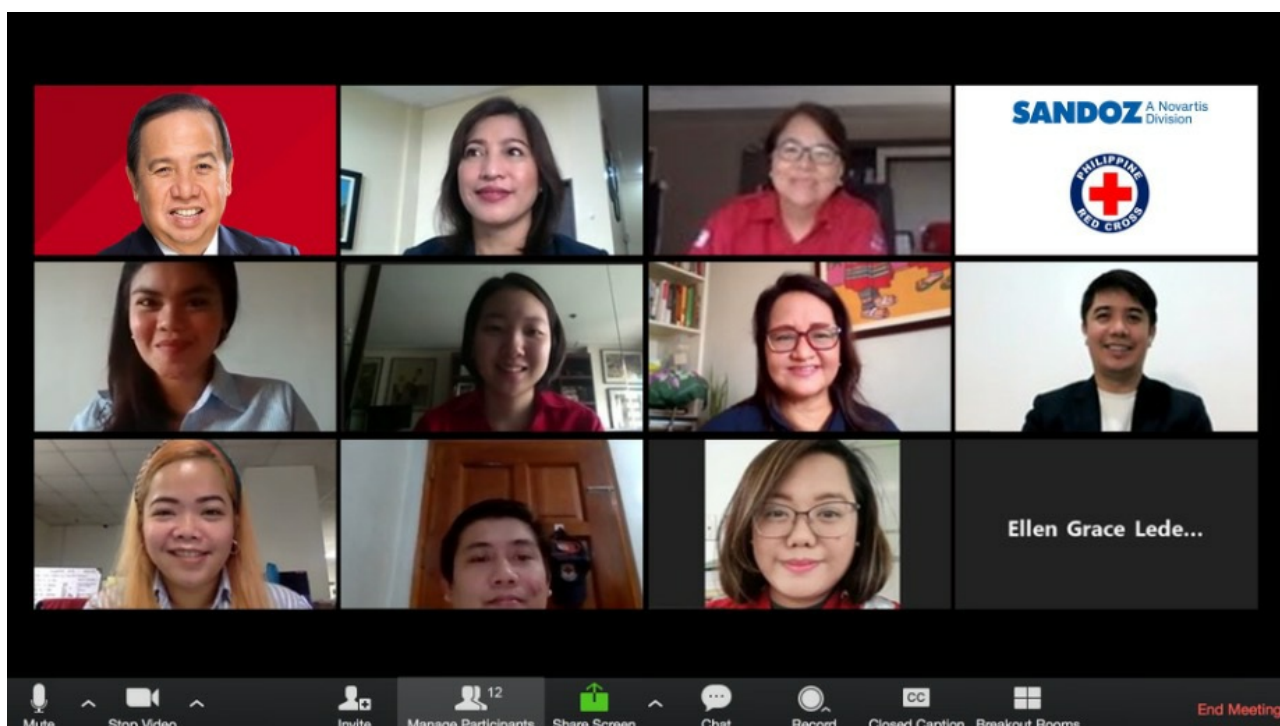 SANDOZ A Novartis
Division
PHILIPPINE
RED CROSS
Ellen Grace Lede...
12
Mute
Stop Video
Invite
Manage Participants
Share Screen
Chat
Record
CC
Closed Caption
Breakout Rooms
End Meeting